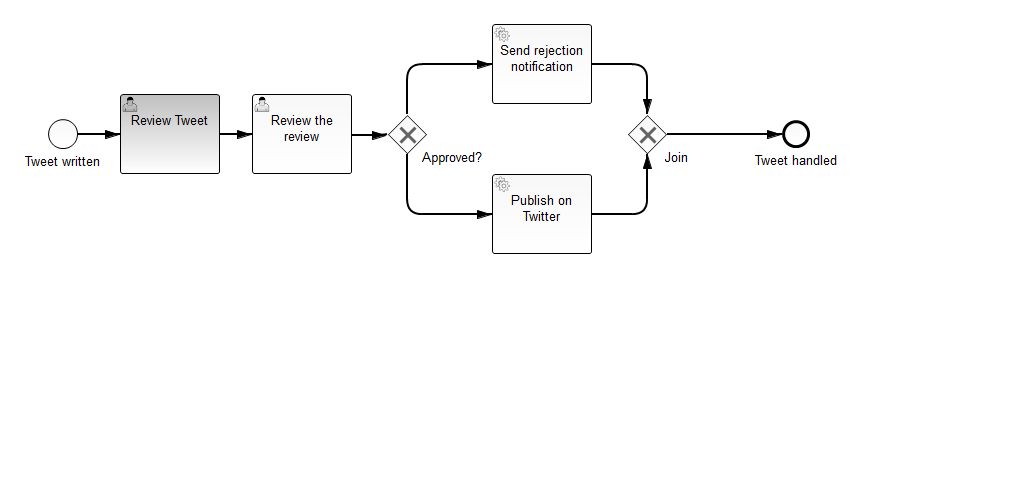 Tweet written
Review Tweet
Review the
review
Approved?
Send rejection
notification
Publish on
Twitter
Join
Tweet handled